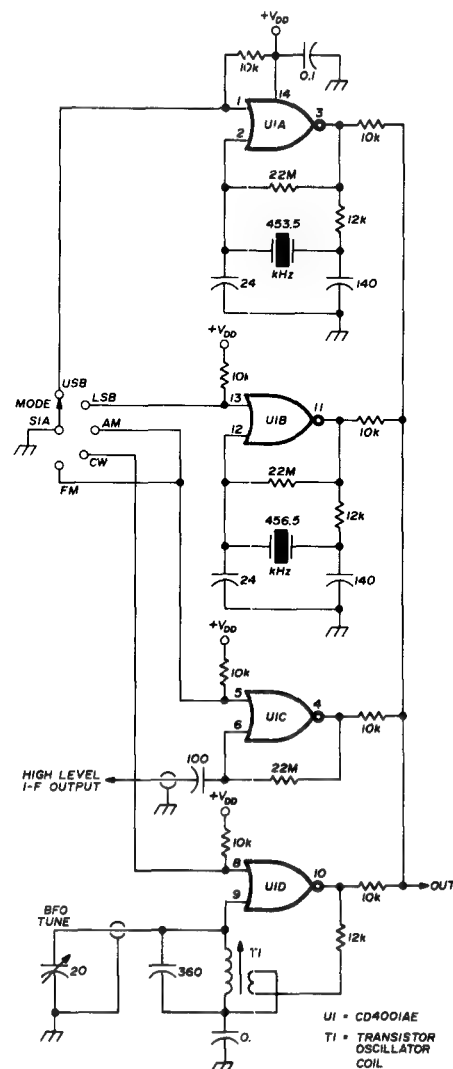 +VDD
10k
0.1
14
1
3
U1A
2
10k
22M
12k
453.5
kHz
24
140
+VDD
10k
USB
LSB
MODE
S1A
AM
CW
FM
13
11
U1B
12
10k
22M
12k
456.5
kHz
24
140
+VDD
10k
5
4
U1C
6
10k
100
22M
HIGH LEVEL
I-F OUTPUT
+VDD
10k
8
10
U1D
9
10k
OUT
BFO
TUNE
12k
T1
20
360
0.
U1 = CD4001AE
T1 = TRANSISTOR
OSCILLATOR
COIL